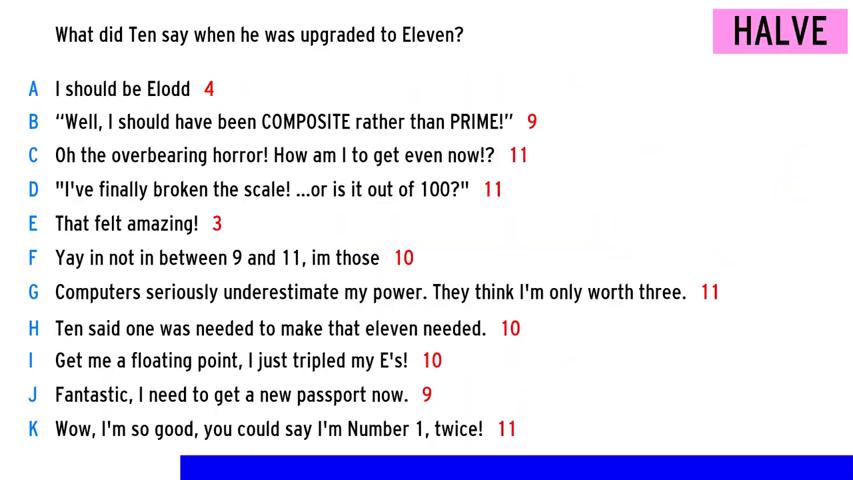 What did Ten say when he was upgraded to Eleven?
HALVE
A I should be Elodd 4
B “Well, I should have been COMPOSITE rather than PRIME!” 9
C Oh the overbearing horror! How am I to get even now!? 11
D "I've finally broken the scale! ...or is it out of 100?" 11
E That felt amazing! 3
F Yay in not in between 9 and 11, im those 10
G Computers seriously underestimate my power. They think I'm only worth three. 11
H Ten said one was needed to make that eleven needed. 10
I Get me a floating point, I just tripled my E's! 10
J Fantastic, I need to get a new passport now. 9
K Wow, I'm so good, you could say I'm Number 1, twice! 11